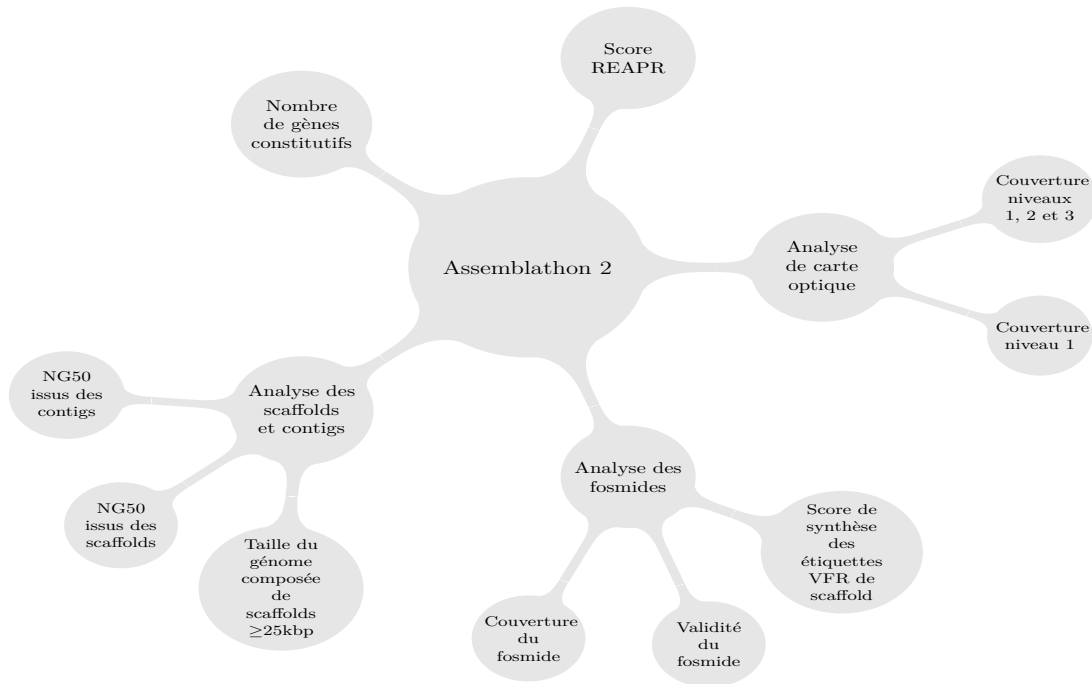 Score
REAPR
Nombre
de gènes
constitutifs
Couverture
niveaux
1, 2 et 3
Analyse
de carte
optique
Assemblathon 2
Couverture
niveau 1
NG50
issus des
contigs
Analyse des
scaffolds
et contigs
Analyse des
fosmides
NG50
issus des
scaffolds
Score de
synthèse
des
étiquettes
VFR de
scaffold
Taille du
génome
composée
de
scaffolds
≥25kbp
Couverture
du
fosmide
Validité
du
fosmide